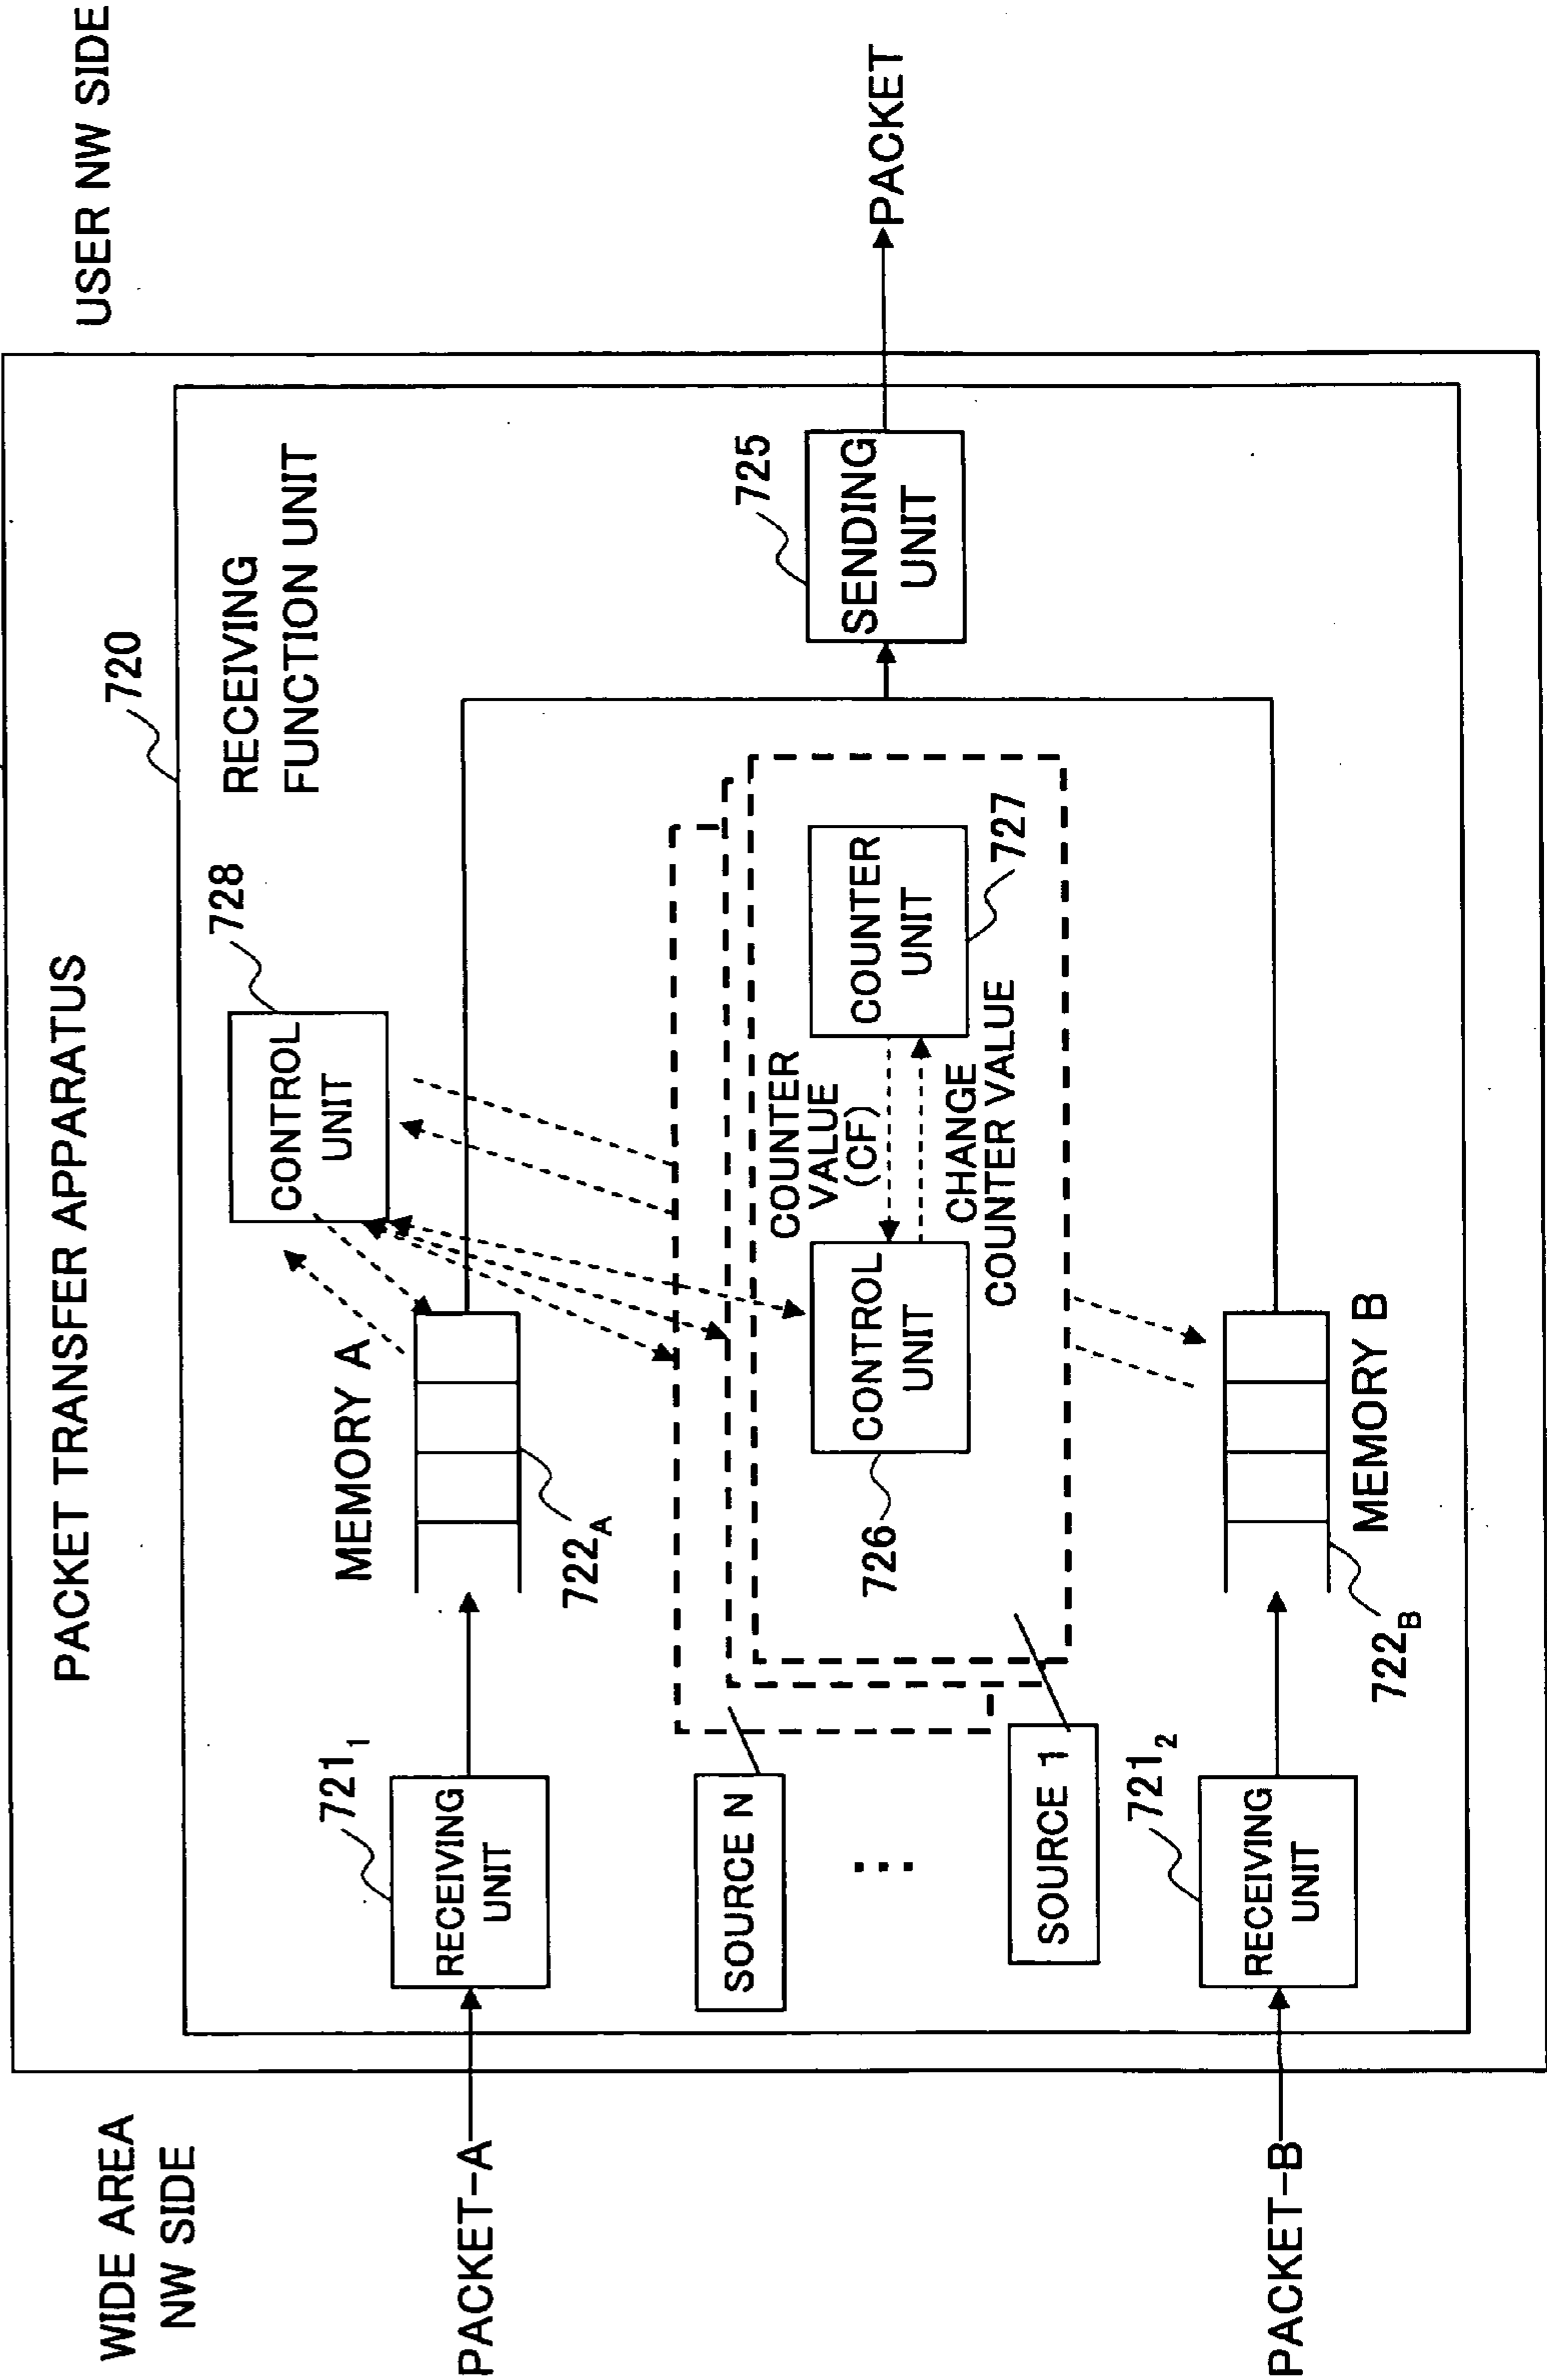 WIDE AREA
NW SIDE
PACKET TRANSFER APPARATUS
USER NW SIDE
720
RECEIVING
FUNCTION UNIT
728
CONTROL
UNIT
MEMORY A
722A
7211
RECEIVING
UNIT
PACKET-A
SOURCE N
...
SOURCE 1
COUNTER
VALUE
(CF)
CONTROL
UNIT
726
CHANGE
COUNTER VALUE
COUNTER
UNIT
727
725
SENDING
UNIT
PACKET
7212
RECEIVING
UNIT
PACKET-B
722B
MEMORY B